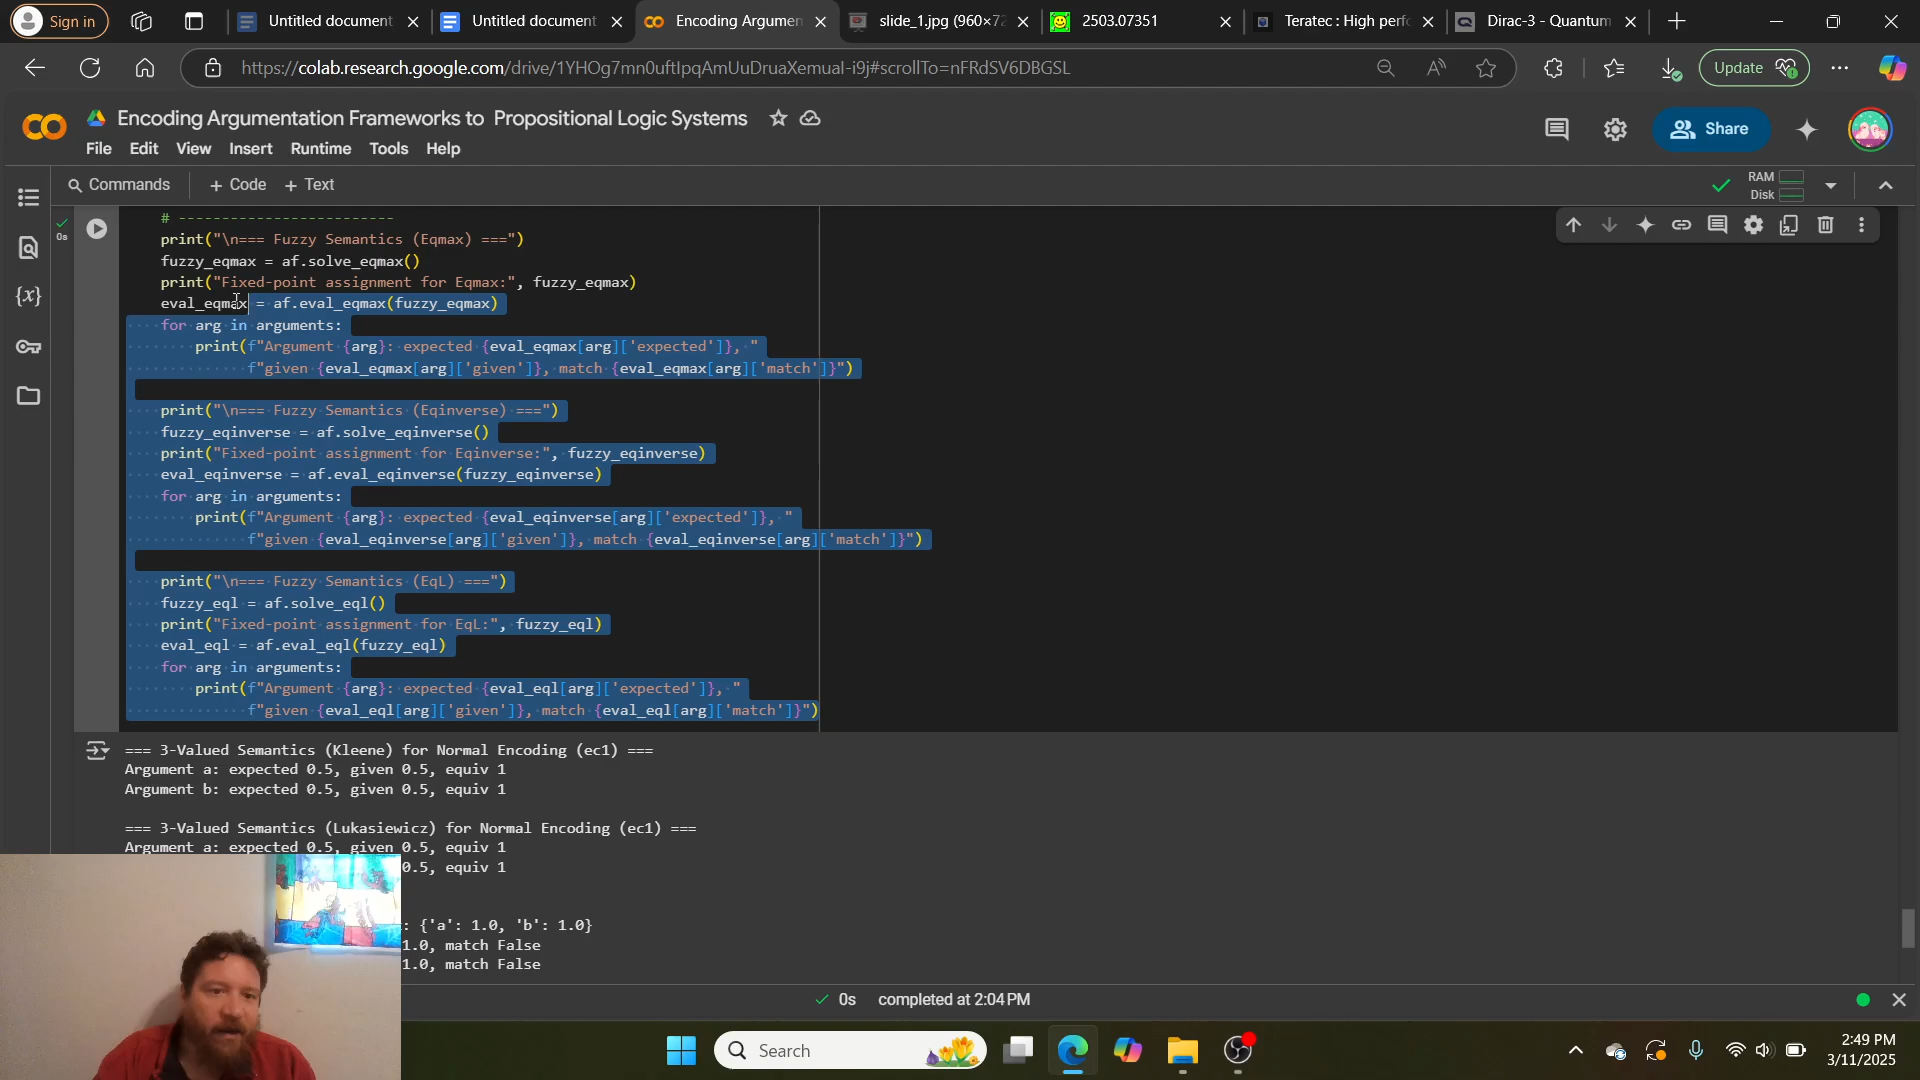 Sign in
Untitled document
Untitled document
Encoding Argumen
slide_1.jpg (960×72
2503.07351
Teratec : High perfo
Dirac-3 - Quantum
https://colab.research.google.com/drive/1YHOg7mn0uftIpqAmUuDruaXemuaI-i9j#scrollTo=nFRdSV6DBGSL
Update
Encoding Argumentation Frameworks to Propositional Logic Systems
File Edit View Insert Runtime Tools Help
Share
Commands + Code + Text
RAM
Disk
0s
# -------------------------
print("\n=== Fuzzy Semantics (Eqmax) ===")
fuzzy_eqmax = af.solve_eqmax()
print("Fixed-point assignment for Eqmax:", fuzzy_eqmax)
eval_eqmax = af.eval_eqmax(fuzzy_eqmax)
for arg in arguments:
print(f"Argument {arg}: expected {eval_eqmax[arg]['expected']}, "
f"given {eval_eqmax[arg]['given']}, match {eval_eqmax[arg]['match']}")
print("\n=== Fuzzy Semantics (Eqinverse) ===")
fuzzy_eqinverse = af.solve_eqinverse()
print("Fixed-point assignment for Eqinverse:", fuzzy_eqinverse)
eval_eqinverse = af.eval_eqinverse(fuzzy_eqinverse)
for arg in arguments:
print(f"Argument {arg}: expected {eval_eqinverse[arg]['expected']}, "
f"given {eval_eqinverse[arg]['given']}, match {eval_eqinverse[arg]['match']}")
print("\n=== Fuzzy Semantics (EqL) ===")
fuzzy_eql = af.solve_eql()
print("Fixed-point assignment for EqL:", fuzzy_eql)
eval_eql = af.eval_eql(fuzzy_eql)
for arg in arguments:
print(f"Argument {arg}: expected {eval_eql[arg]['expected']}, "
f"given {eval_eql[arg]['given']}, match {eval_eql[arg]['match']}")
=== 3-Valued Semantics (Kleene) for Normal Encoding (ec1) ===
Argument a: expected 0.5, given 0.5, equiv 1
Argument b: expected 0.5, given 0.5, equiv 1
=== 3-Valued Semantics (Lukasiewicz) for Normal Encoding (ec1) ===
Argument a: expected 0.5, given 0.5, equiv 1
0.5, equiv 1
: {'a': 1.0, 'b': 1.0}
1.0, match False
1.0, match False
0s completed at 2:04 PM
Search
2:49 PM
3/11/2025